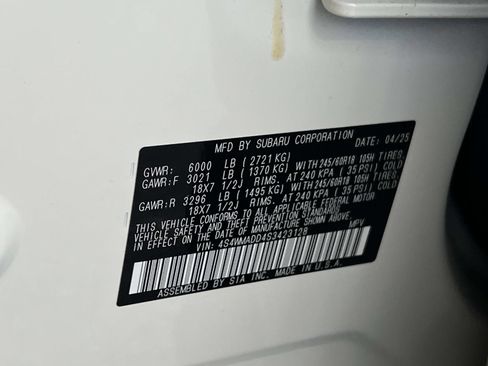 MFD BY SUBARU CORPORATION DATE: 04/25
GVWR: 6000 LB (2721 KG)
GAWR:F 3021 LB (1370 KG) WITH 245/60R18 105H TIRES.
18X7 1/2J RIMS. AT 240 KPA (35 PSI) COLD.
GAWR:R 3296 LB (1495 KG) WITH 245/60R18 105H TIRES.
18X7 1/2J RIMS. AT 240 KPA (35 PSI) COLD.
THIS VEHICLE CONFORMS TO ALL APPLICABLE FEDERAL MOTOR
VEHICLE SAFETY AND THEFT PREVENTION STANDARDS
IN EFFECT ON THE DATE OF MANUFACTURE SHOWN ABOVE.
VIN: 4S4WMADD4S3423128 MPV
ASSEMBLED BY SIA INC. MADE IN U.S.A.